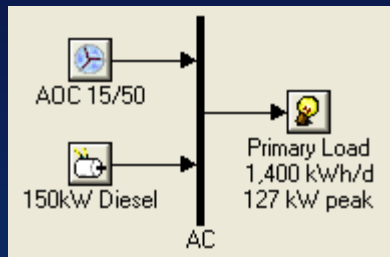 AOC 15/50
150kW Diesel
Primary Load
1,400 kWh/d
127 kW peak
AC